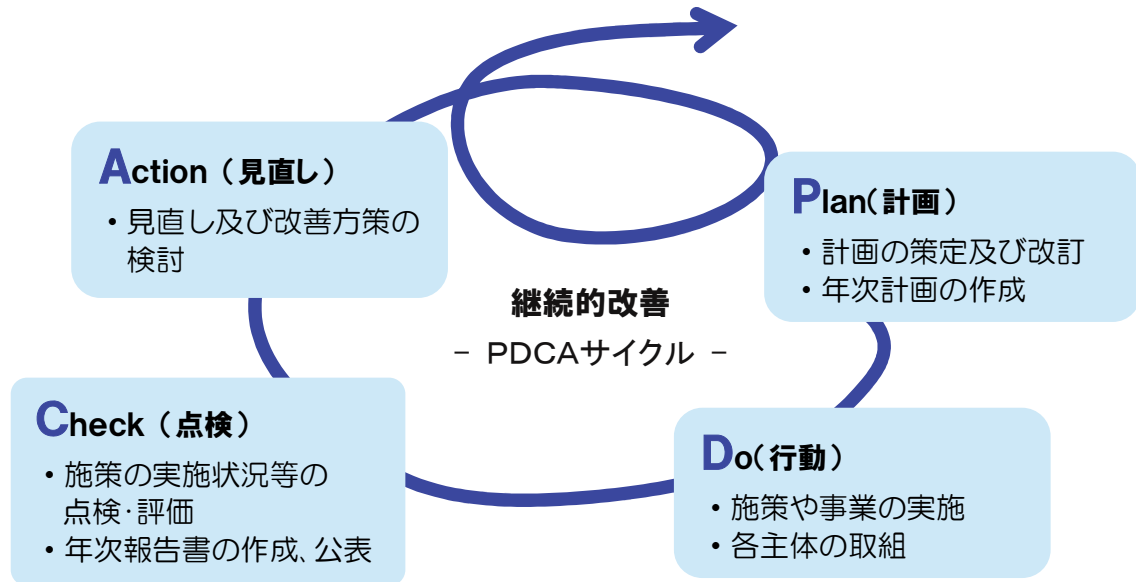 Action（見直し）
・見直し及び改善方策の
検討
Plan（計画）
・計画の策定及び改訂
・年次計画の作成
継続的改善
− PDCAサイクル −
Check（点検）
・施策の実施状況等の
点検・評価
・年次報告書の作成、公表
Do（行動）
・施策や事業の実施
・各主体の取組